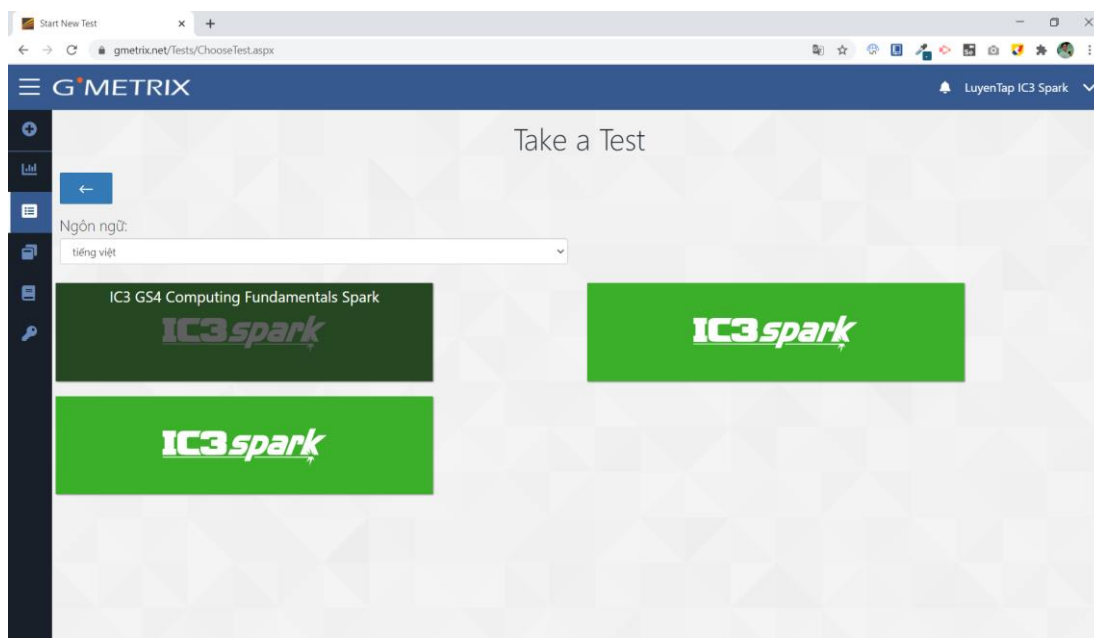 Start New Test
gmetrix.net/Tests/ChooseTest.aspx
G'METRIX
LuyenTap IC3 Spark
Take a Test
Ngôn ngữ:
tiếng việt
IC3 GS4 Computing Fundamentals Spark
IC3 spark
IC3 spark
IC3 spark